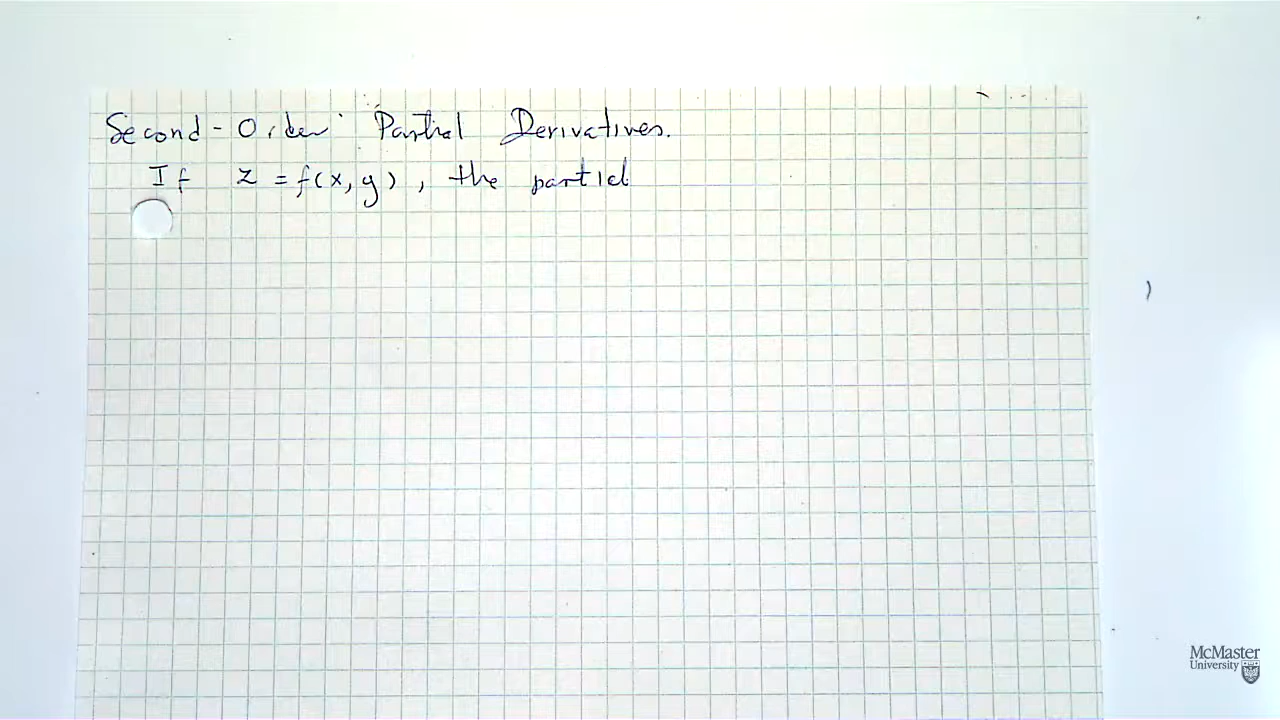 Second-Order Partial Derivatives.
If z = f(x, y), the partial
McMaster
University